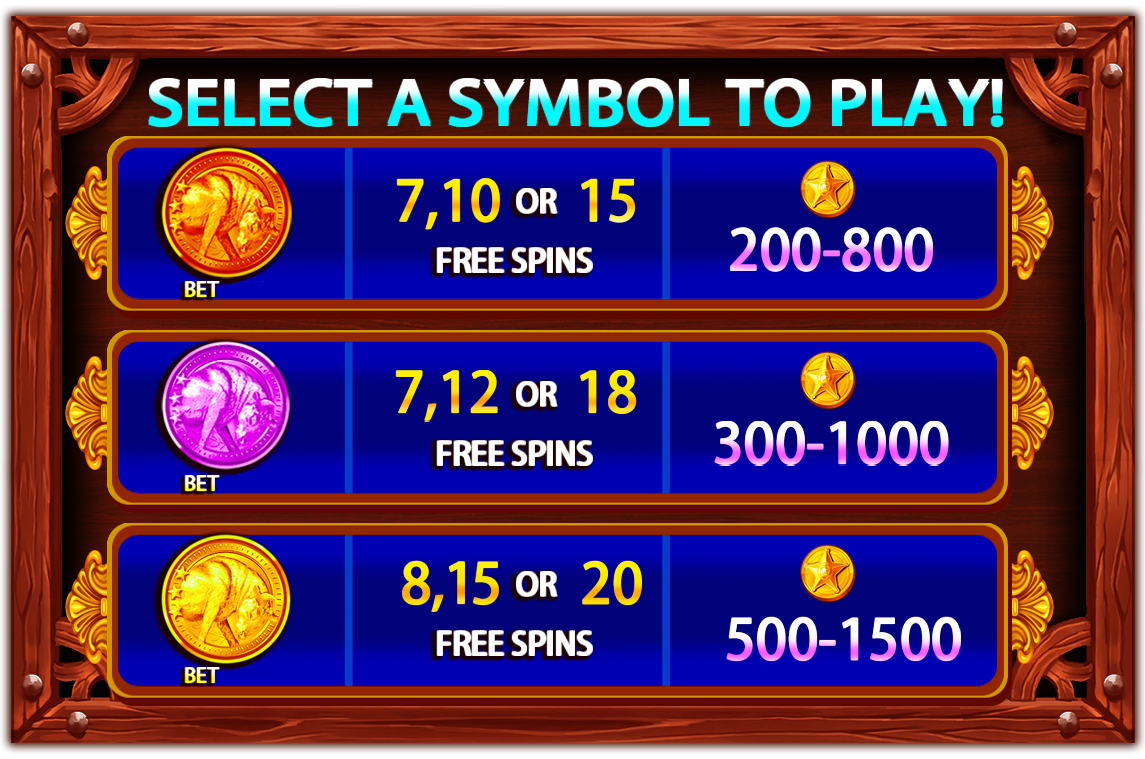 SELECT A SYMBOL TO PLAY!
BET
7,10 OR 15
FREE SPINS
200-800
BET
7,12 OR 18
FREE SPINS
300-1000
BET
8,15 OR 20
FREE SPINS
500-1500